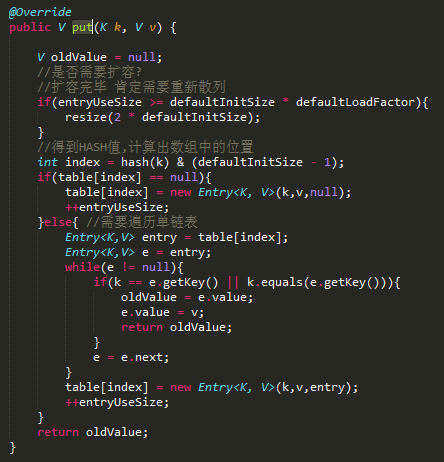 @Override
public V put(K k, V v) {
V oldValue = null;
//是否需要扩容?
//扩容完毕 肯定需要重新散列
if(entryUseSize >= defaultInitSize * defaultLoadFactor){
resize(2 * defaultInitSize);
}
//得到HASH值,计算出数组中的位置
int index = hash(k) & (defaultInitSize - 1);
if(table[index] == null){
table[index] = new Entry<K, V>(k,v,null);
++entryUseSize;
}else{ //需要遍历单链表
Entry<K,V> entry = table[index];
Entry<K,V> e = entry;
while(e != null){
if(k == e.getKey() || k.equals(e.getKey())){
oldValue = e.value;
e.value = v;
return oldValue;
}
e = e.next;
}
table[index] = new Entry<K, V>(k,v,entry);
++entryUseSize;
}
return oldValue;
}